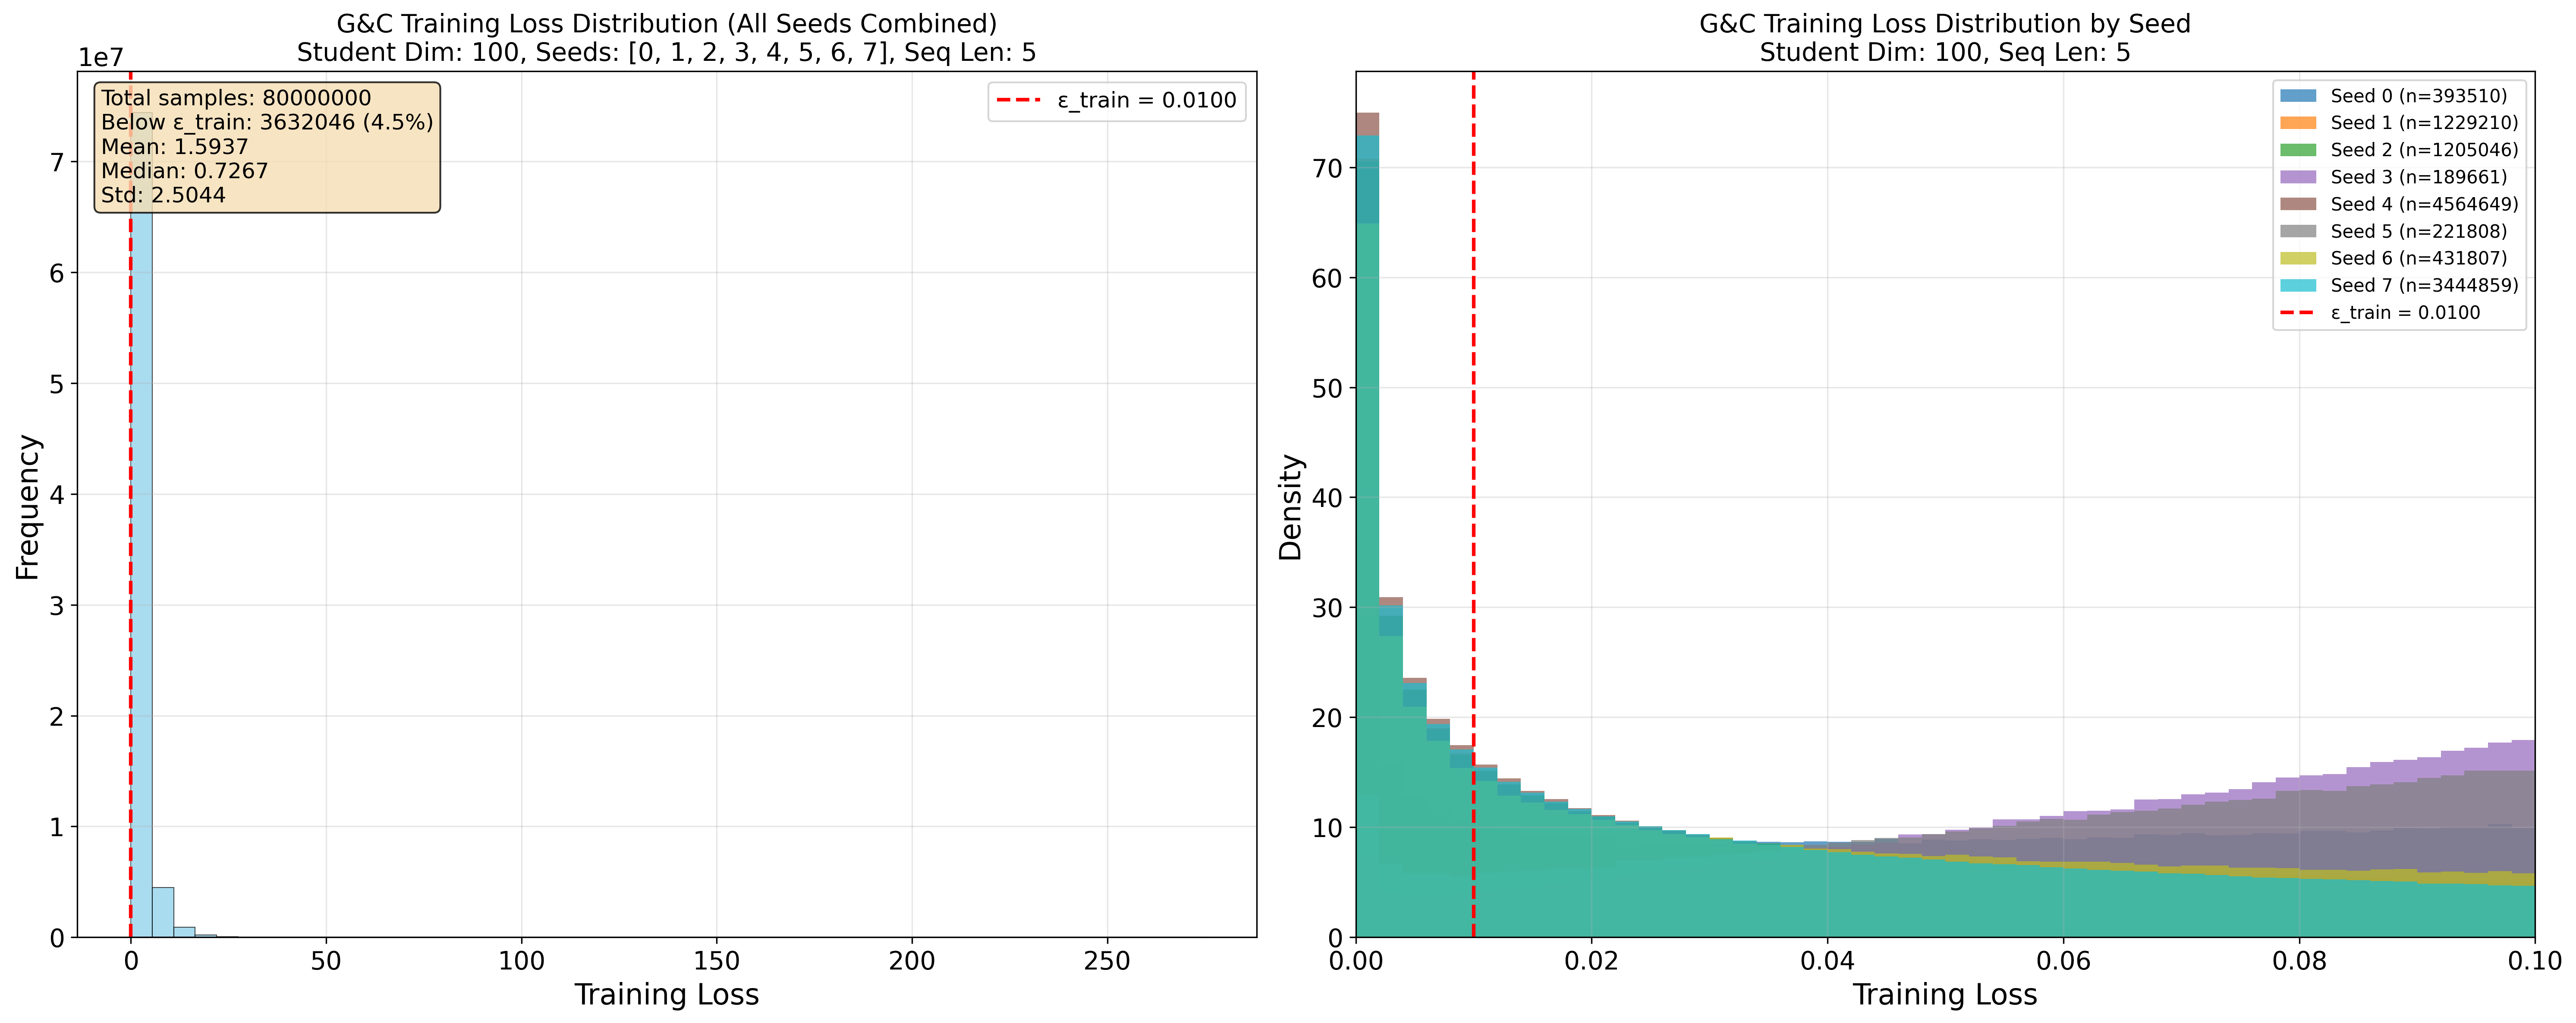 G&C Training Loss Distribution (All Seeds Combined)
Student Dim: 100, Seeds: [0, 1, 2, 3, 4, 5, 6, 7], Seq Len: 5
1e7
Total samples: 80000000
Below ε_train: 3632046 (4.5%)
Mean: 1.5937
Median: 0.7267
Std: 2.5044
ε_train = 0.0100
7
6
5
4
3
2
1
0
Frequency
0
50
100
150
200
250
Training Loss
G&C Training Loss Distribution by Seed
Student Dim: 100, Seq Len: 5
Seed 0 (n=393510)
Seed 1 (n=1229210)
Seed 2 (n=1205046)
Seed 3 (n=189661)
Seed 4 (n=4564649)
Seed 5 (n=221808)
Seed 6 (n=431807)
Seed 7 (n=3444859)
ε_train = 0.0100
70
60
50
40
30
20
10
0
Density
0.00
0.02
0.04
0.06
0.08
0.10
Training Loss